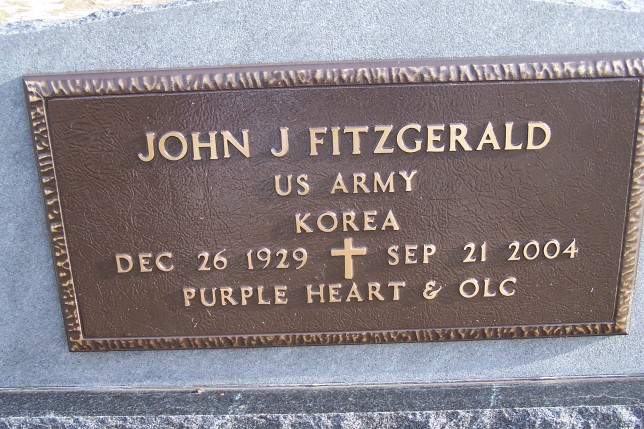 JOHN J FITZGERALD
US ARMY
KOREA
DEC 26 1929 ✝ SEP 21 2004
PURPLE HEART & OLC